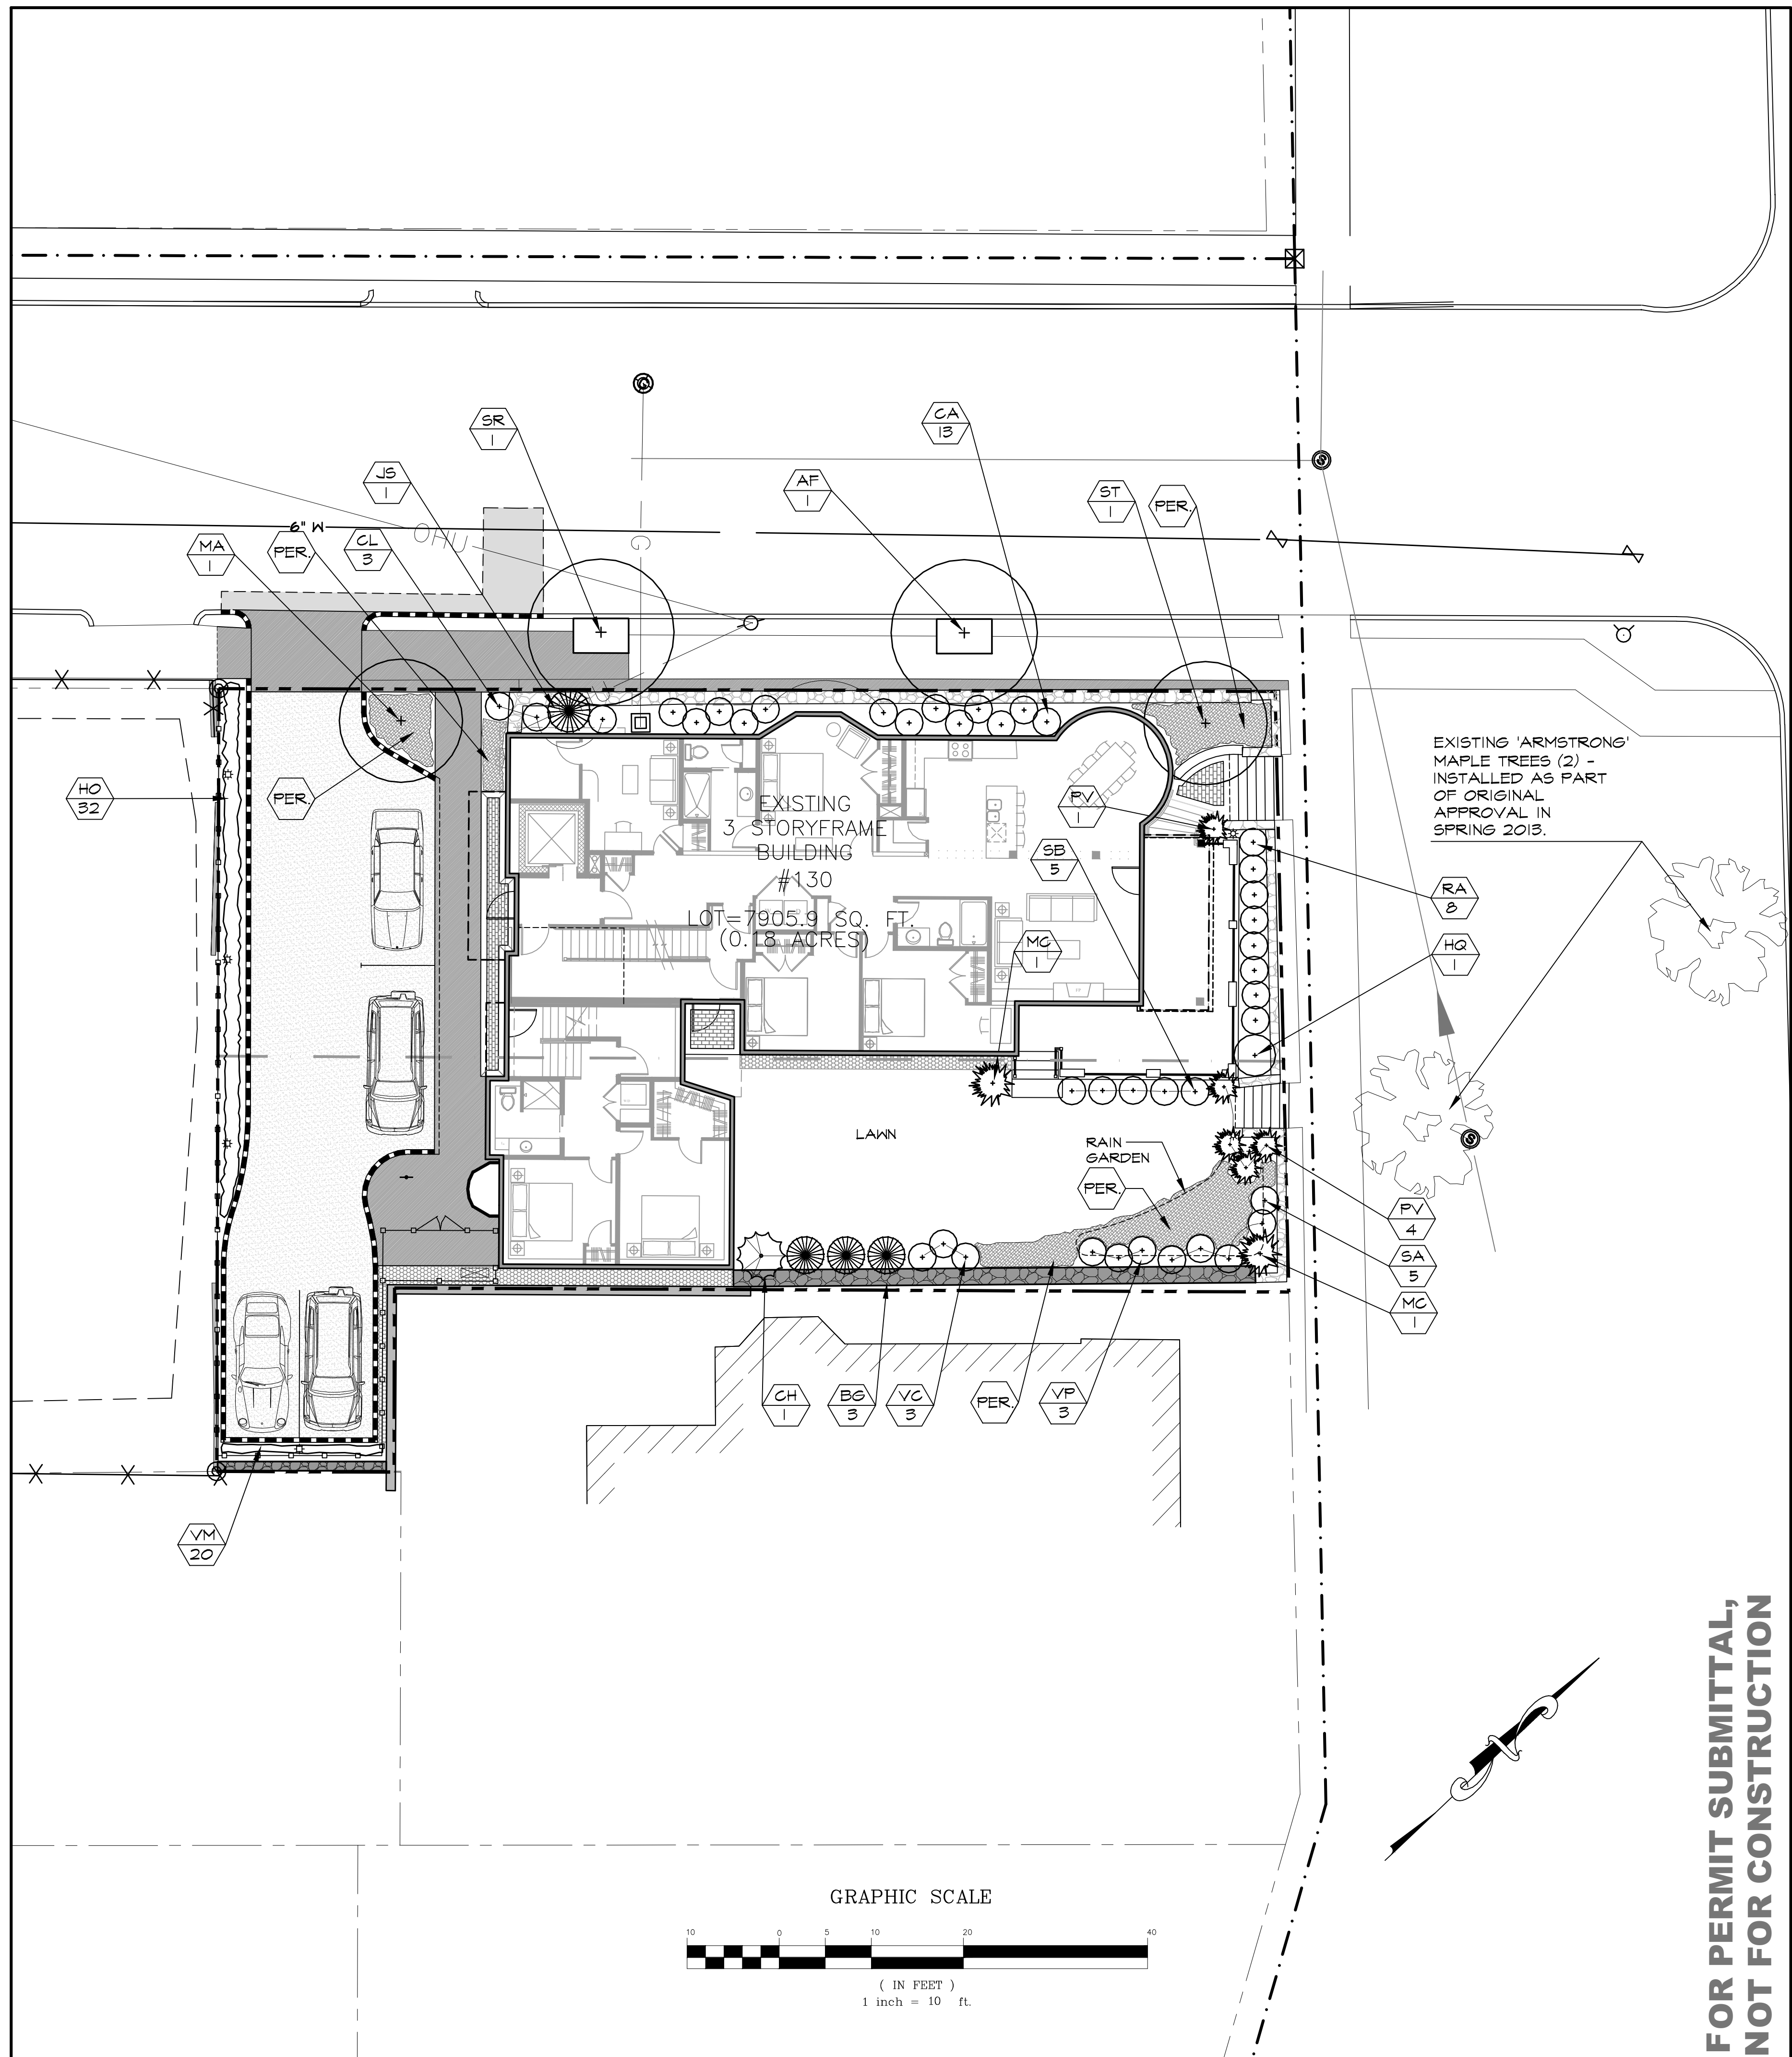 SR
1
CA
13
JS
1
AF
1
ST
1
PER.
6" W
OHU
G
MA
1
PER.
CL
3
HO
32
PER.
EXISTING
3 STORYFRAME
BUILDING
#130
LOT=7905.9 SQ. FT.
(0.18 ACRES)
PV
1
SB
5
MC
1
EXISTING 'ARMSTRONG'
MAPLE TREES (2) -
INSTALLED AS PART
OF ORIGINAL
APPROVAL IN
SPRING 2013.
RA
8
HQ
1
LAWN
RAIN
GARDEN
PER.
PV
4
SA
5
MC
1
CH
1
BG
3
VC
3
PER.
VP
3
VM
20
S
S
GRAPHIC SCALE
10 0 5 10 20 40
( IN FEET )
1 inch = 10 ft.
FOR PERMIT SUBMITTAL,
NOT FOR CONSTRUCTION